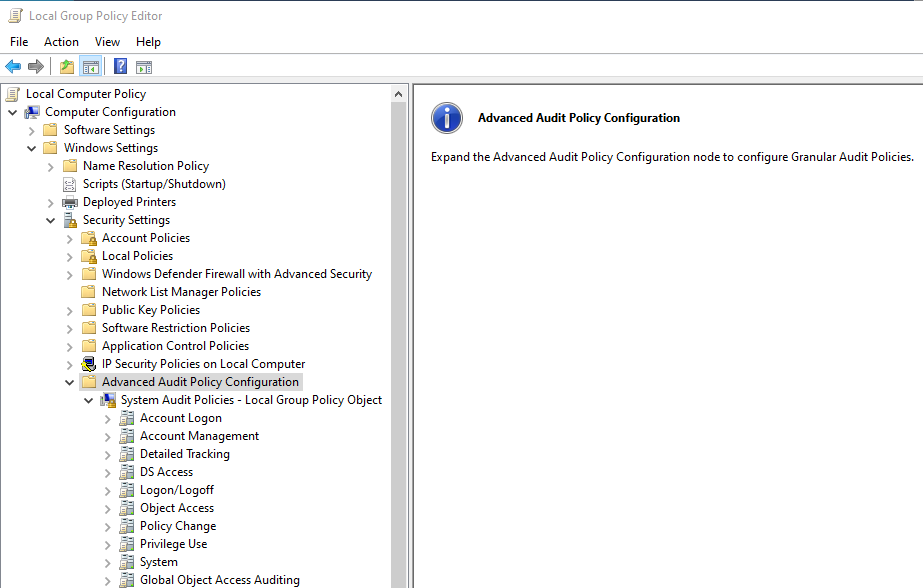 Local Group Policy Editor
File Action View Help
Local Computer Policy
Computer Configuration
Software Settings
Windows Settings
Name Resolution Policy
Scripts (Startup/Shutdown)
Deployed Printers
Security Settings
Account Policies
Local Policies
Windows Defender Firewall with Advanced Security
Network List Manager Policies
Public Key Policies
Software Restriction Policies
Application Control Policies
IP Security Policies on Local Computer
Advanced Audit Policy Configuration
System Audit Policies - Local Group Policy Object
Account Logon
Account Management
Detailed Tracking
DS Access
Logon/Logoff
Object Access
Policy Change
Privilege Use
System
Global Object Access Auditing
Advanced Audit Policy Configuration
Expand the Advanced Audit Policy Configuration node to configure Granular Audit Policies.